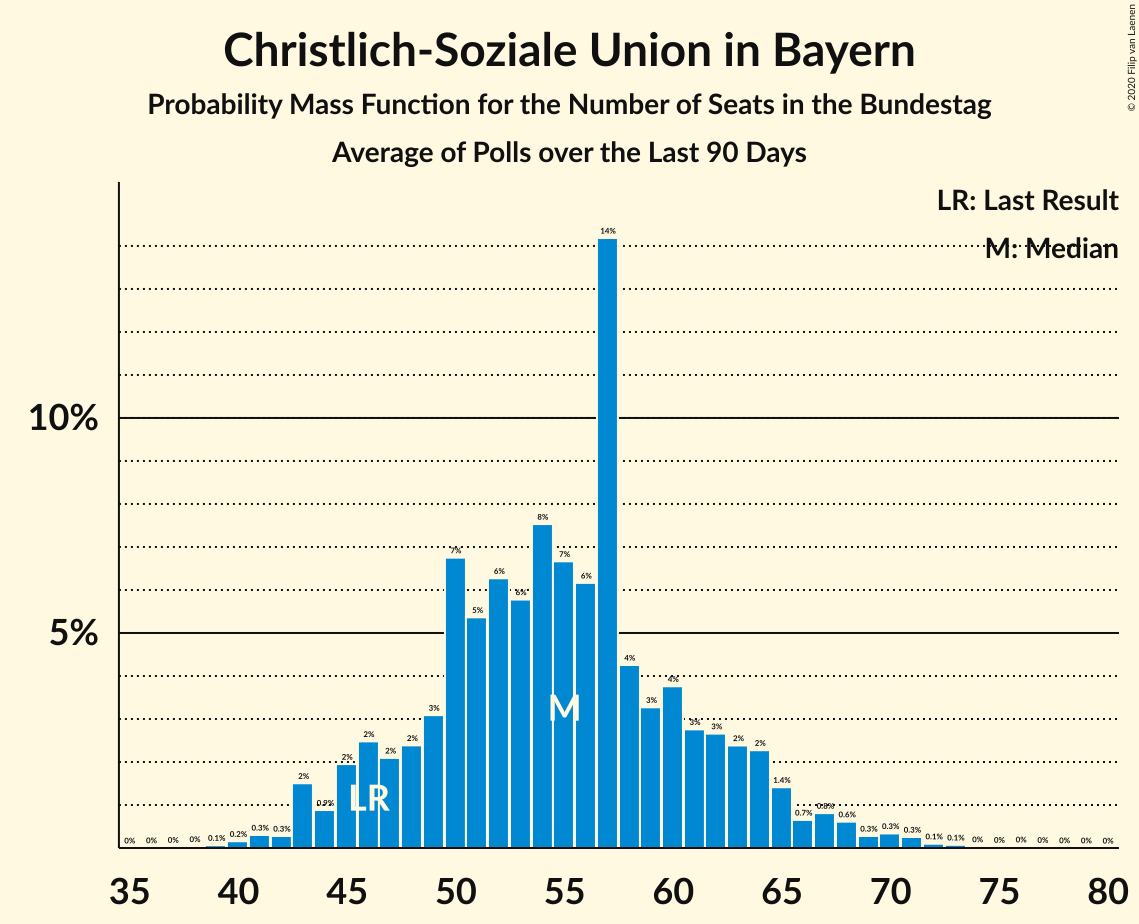 Christlich-Soziale Union in Bayern
Probability Mass Function for the Number of Seats in the Bundestag
Average of Polls over the Last 90 Days
© 2020 Filip van Laenen
LR: Last Result
M: Median
10%
5%
0% 0% 0% 0% 0.1% 0.2% 0.3% 0.3% 2% 0.9% 2% 2% 2% 2% 3% 7% 5% 6% 6% 8% 7% 6% 14% 4% 3% 4% 3% 3% 2% 2% 1.4% 0.7% 0.8% 0.6% 0.3% 0.3% 0.3% 0.1% 0.1% 0% 0% 0% 0% 0% 0% 0%
LR
M
35 40 45 50 55 60 65 70 75 80